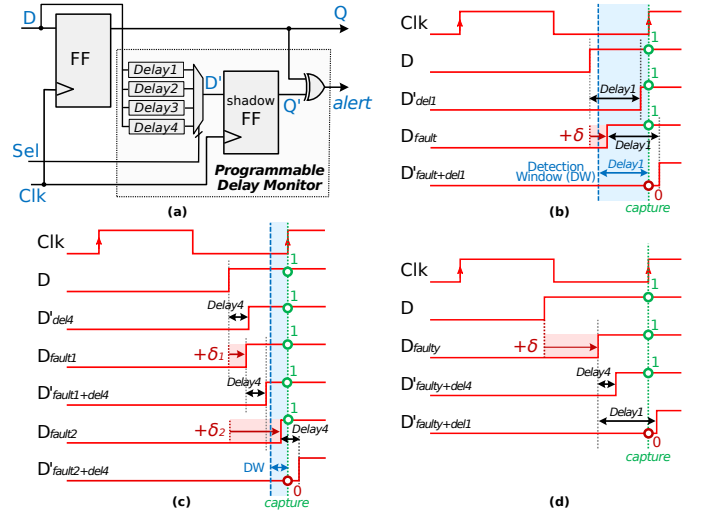 D
Q
FF
Delay1
Delay2
Delay3
Delay4
D'
shadow
FF
Q'
alert
Sel
Clk
Programmable
Delay Monitor
(a)
Clk
1
D
1
D'del1
Delay1
1
Dfault
+δ
Delay1
Detection
Window (DW)
Delay1
D'fault+del1
0
capture
(b)
Clk
1
D
1
D'del4
Delay4
1
Dfault1
+δ1
1
D'fault1+del4
Delay4
1
Dfault2
+δ2
Delay4
DW
D'fault2+del4
0
capture
(c)
Clk
1
D
1
Dfaulty
+δ
1
D'faulty+del4
Delay4
D'faulty+del1
Delay1
0
capture
(d)